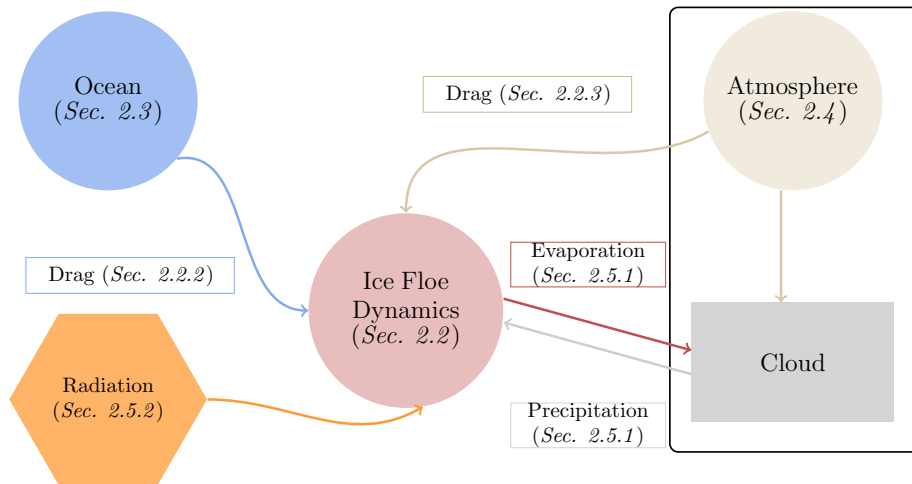 Ocean
(Sec. 2.3)
Atmosphere
(Sec. 2.4)
Drag (Sec. 2.2.3)
Drag (Sec. 2.2.2)
Ice Floe
Dynamics
(Sec. 2.2)
Evaporation
(Sec. 2.5.1)
Cloud
Radiation
(Sec. 2.5.2)
Precipitation
(Sec. 2.5.1)